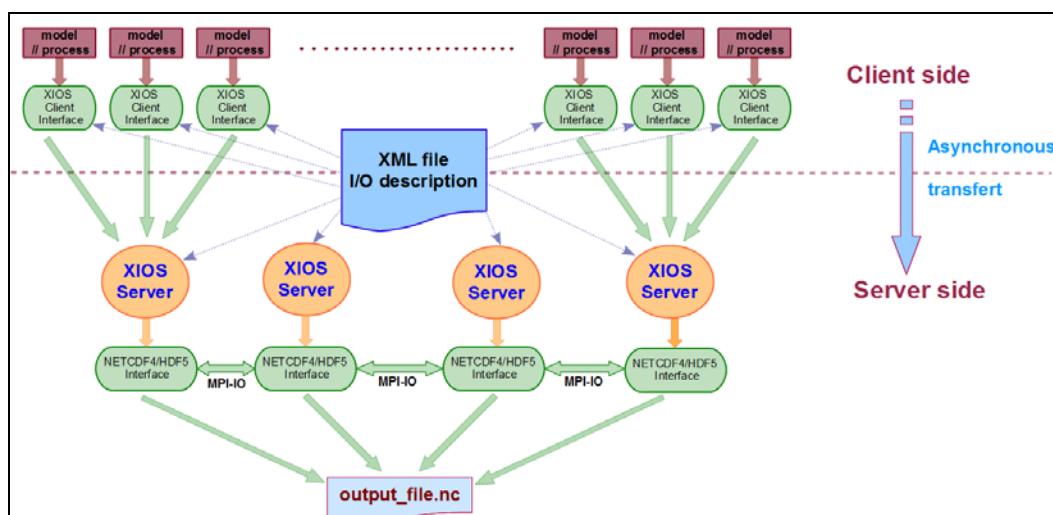 model
// process
model
// process
model
// process
model
// process
model
// process
model
// process
XIOS
Client
Interface
XIOS
Client
Interface
XIOS
Client
Interface
XIOS
Client
Interface
XIOS
Client
Interface
XIOS
Client
Interface
Client side
XML file
I/O description
Asynchronous
transfert
XIOS
Server
XIOS
Server
XIOS
Server
XIOS
Server
Server side
NETCDF4/HDF5
Interface
MPI-IO
NETCDF4/HDF5
Interface
MPI-IO
NETCDF4/HDF5
Interface
MPI-IO
NETCDF4/HDF5
Interface
output_file.nc